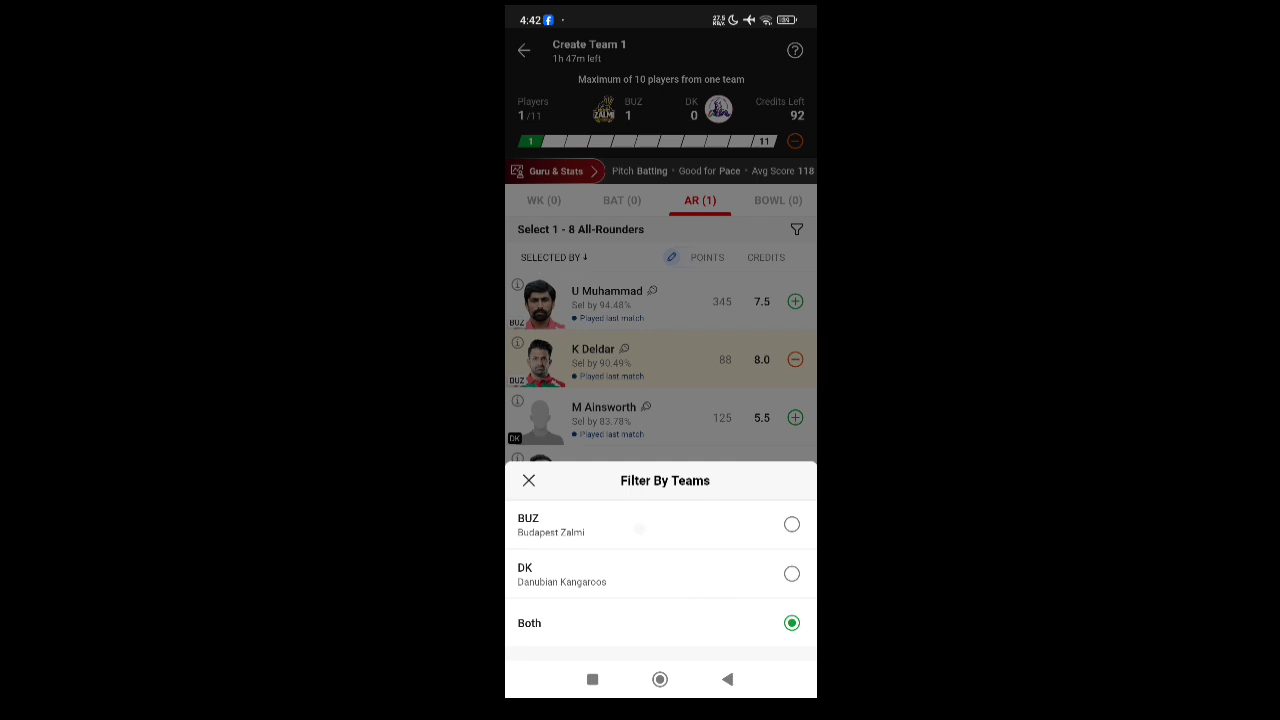 4:42
Create Team 1
1h 47m left
Maximum of 10 players from one team
Players BUZ DK Credits Left
1/11 ZALMI 1 0 92
1 11
Guru & Stats Pitch Batting • Good for Pace • Avg Score 118
WK (0) BAT (0) AR (1) BOWL (0)
Select 1 - 8 All-Rounders
SELECTED BY ↓ POINTS CREDITS
U Muhammad
Sel by 94.48% 345 7.5
Played last match
BUZ
K Deldar
Sel by 90.49% 88 8.0
Played last match
BUZ
M Ainsworth
Sel by 83.78% 125 5.5
Played last match
DK
Filter By Teams
BUZ
Budapest Zalmi
DK
Danubian Kangaroos
Both